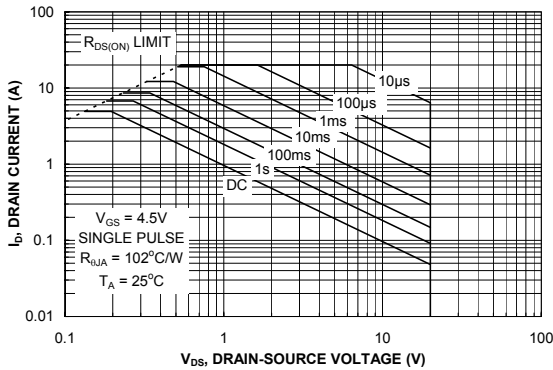 100
10
1
0.1
0.01
I_D, DRAIN CURRENT (A)
R_DS(ON) LIMIT
10µs
100µs
1ms
10ms
100ms
1s
DC
V_GS = 4.5V
SINGLE PULSE
R_θJA = 102°C/W
T_A = 25°C
0.1 1 10 100
V_DS, DRAIN-SOURCE VOLTAGE (V)